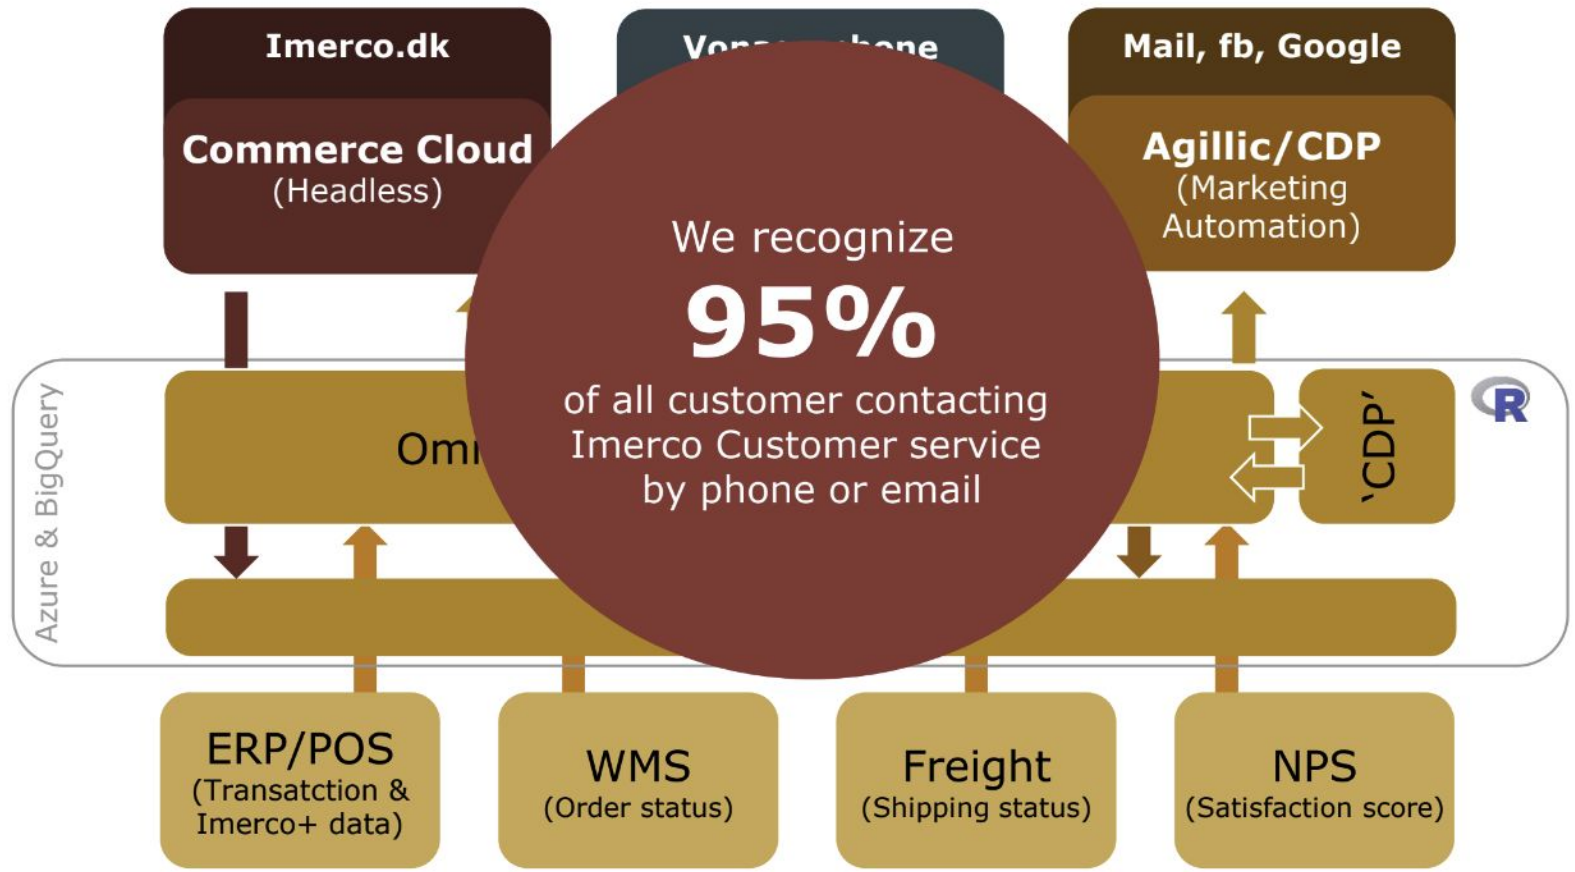 Imerco.dk
Mail, fb, Google
Commerce Cloud
(Headless)
Agillic/CDP
(Marketing
Automation)
We recognize
95%
of all customer contacting
Imerco Customer service
by phone or email
Azure & BigQuery
'CDP'
R
ERP/POS
(Transatction &
Imerco+ data)
WMS
(Order status)
Freight
(Shipping status)
NPS
(Satisfaction score)